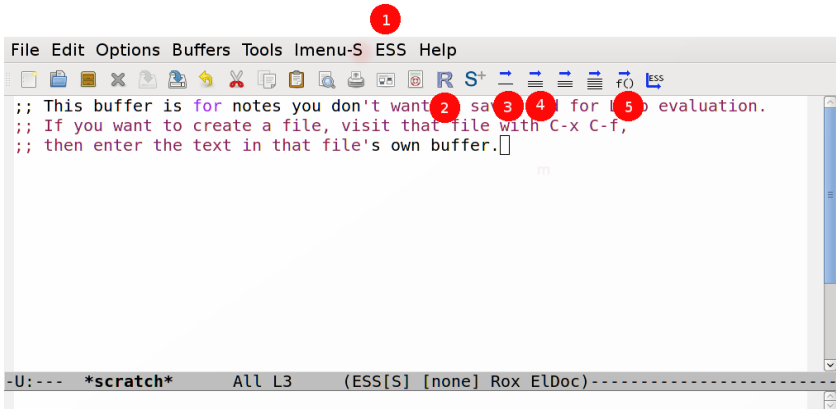 1
File Edit Options Buffers Tools Imenu-S ESS Help
R S+ f() ESS
2 3 4 5
;; This buffer is for notes you don't want sav d for L o evaluation.
;; If you want to create a file, visit that file with C-x C-f,
;; then enter the text in that file's own buffer.
m
-U:--- *scratch* All L3 (ESS[S] [none] Rox ElDoc)-------------------------